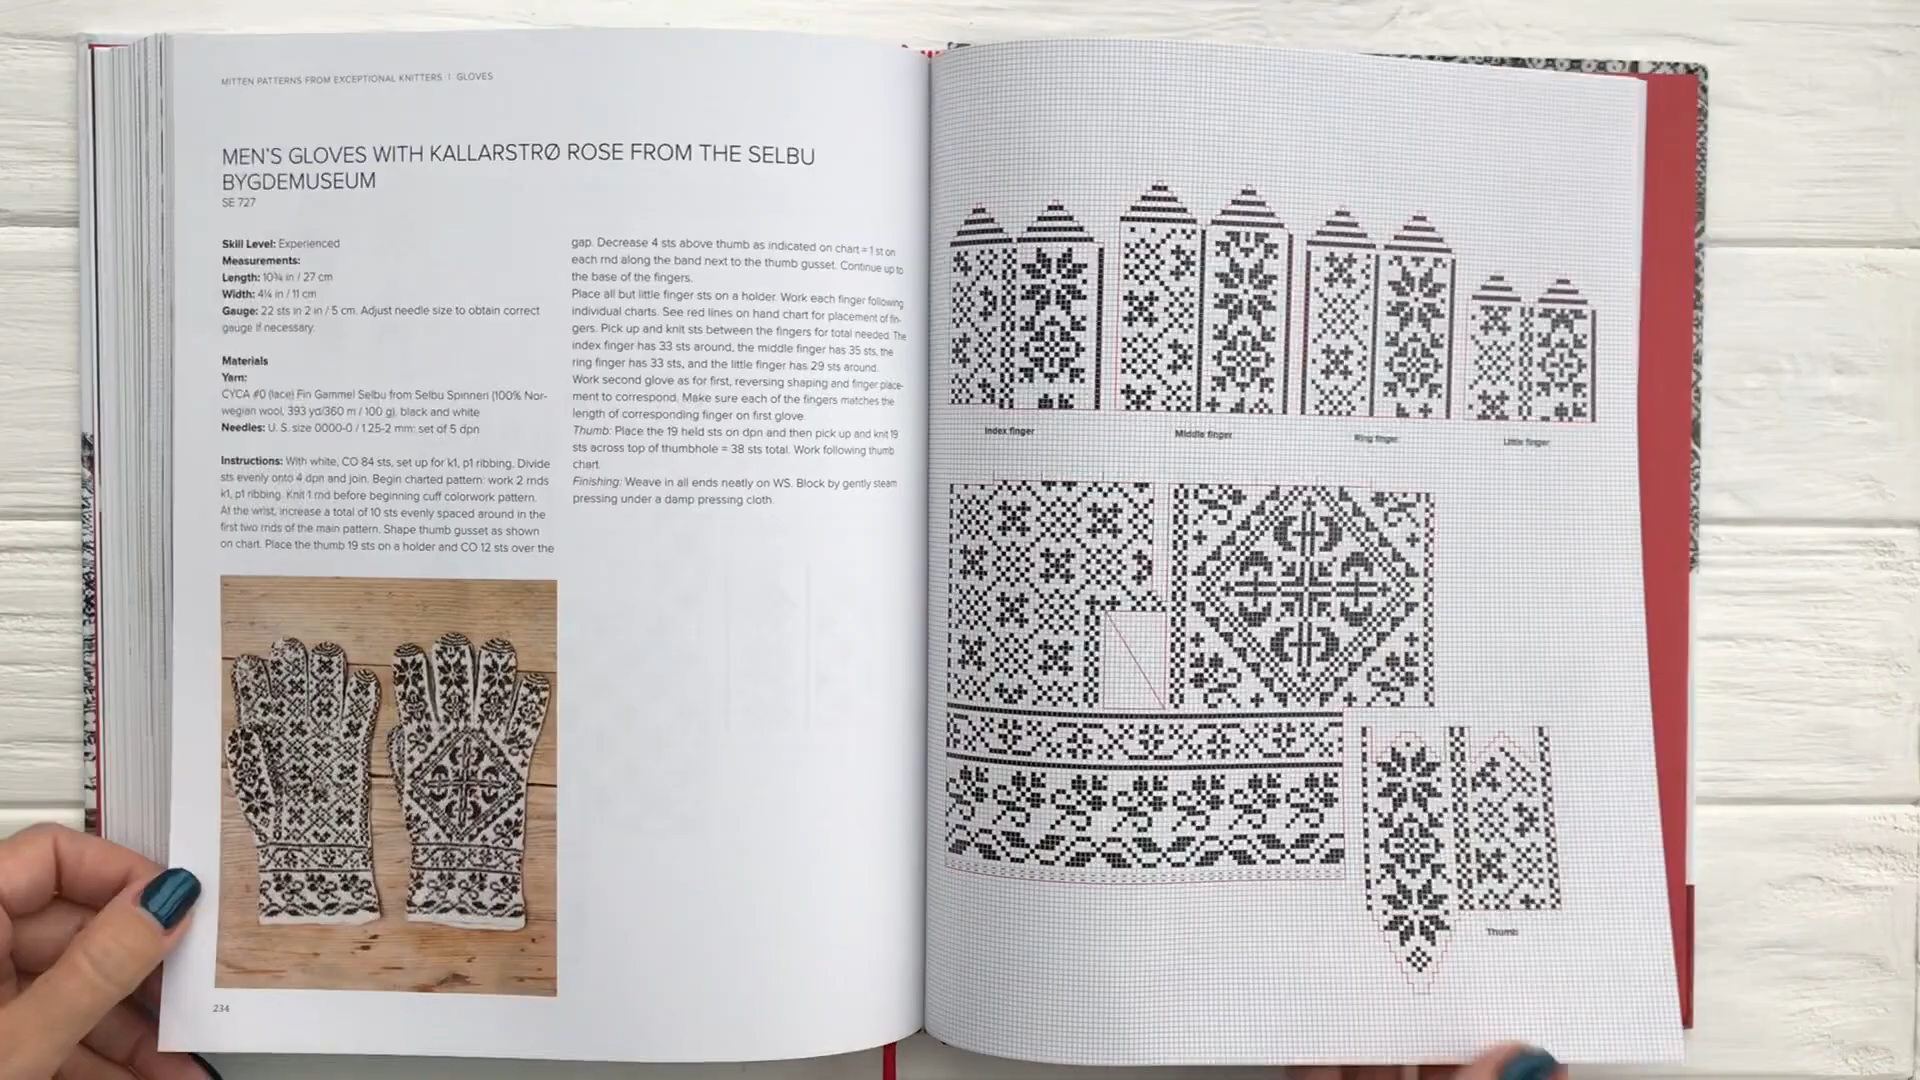 MITTEN PATTERNS FROM EXCEPTIONAL KNITTERS | GLOVES
MEN'S GLOVES WITH KALLARSTRØ ROSE FROM THE SELBU
BYGDEMUSEUM
SE 727
Skill Level: Experienced
Measurements:
Length: 10¾ in / 27 cm
Width: 4¼ in / 11 cm
Gauge: 22 sts in 2 in / 5 cm. Adjust needle size to obtain correct
gauge if necessary.
Materials
Yarn:
CYCA #0 (lace) Fin Gammel Selbu from Selbu Spinneri (100% Nor-
wegian wool, 393 yd/360 m / 100 g), black and white
Needles: U. S. size 0000-0 / 1.25-2 mm: set of 5 dpn
Instructions: With white, CO 84 sts, set up for k1, p1 ribbing. Divide
sts evenly onto 4 dpn and join. Begin charted pattern: work 2 rnds
k1, p1 ribbing. Knit 1 rnd before beginning cuff colorwork pattern.
At the wrist, increase a total of 10 sts evenly spaced around in the
first two rnds of the main pattern. Shape thumb gusset as shown
on chart. Place the thumb 19 sts on a holder and CO 12 sts over the
gap. Decrease 4 sts above thumb as indicated on chart = 1 st on
each rnd along the band next to the thumb gusset. Continue up to
the base of the fingers.
Place all but little finger sts on a holder. Work each finger following
individual charts. See red lines on hand chart for placement of fin-
gers. Pick up and knit sts between the fingers for total needed. The
index finger has 33 sts around, the middle finger has 35 sts, the
ring finger has 33 sts, and the little finger has 29 sts around.
Work second glove as for first, reversing shaping and finger place-
ment to correspond. Make sure each of the fingers matches the
length of corresponding finger on first glove.
Thumb: Place the 19 held sts on dpn and then pick up and knit 19
sts across top of thumbhole = 38 sts total. Work following thumb
chart.
Finishing: Weave in all ends neatly on WS. Block by gently steam
pressing under a damp pressing cloth.
234
Index finger
Middle finger
Ring finger
Little finger
Thumb